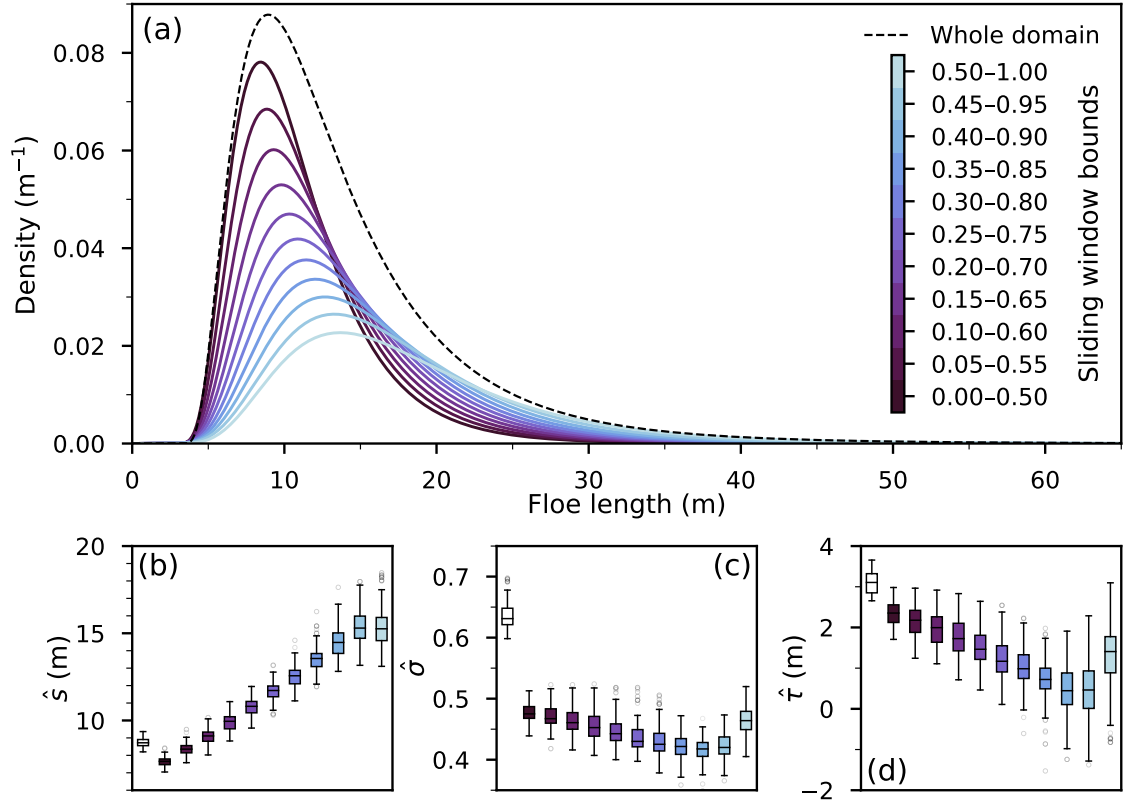 (a)
Density (m⁻¹)
0.08
0.06
0.04
0.02
0.00
0 10 20 30 40 50 60
Floe length (m)
Whole domain
0.50–1.00
0.45–0.95
0.40–0.90
0.35–0.85
0.30–0.80
0.25–0.75
0.20–0.70
0.15–0.65
0.10–0.60
0.05–0.55
0.00–0.50
Sliding window bounds
(b)
ŝ (m)
20
15
10
(c)
σ̂
0.7
0.6
0.5
0.4
(d)
τ̂ (m)
4
2
0
−2